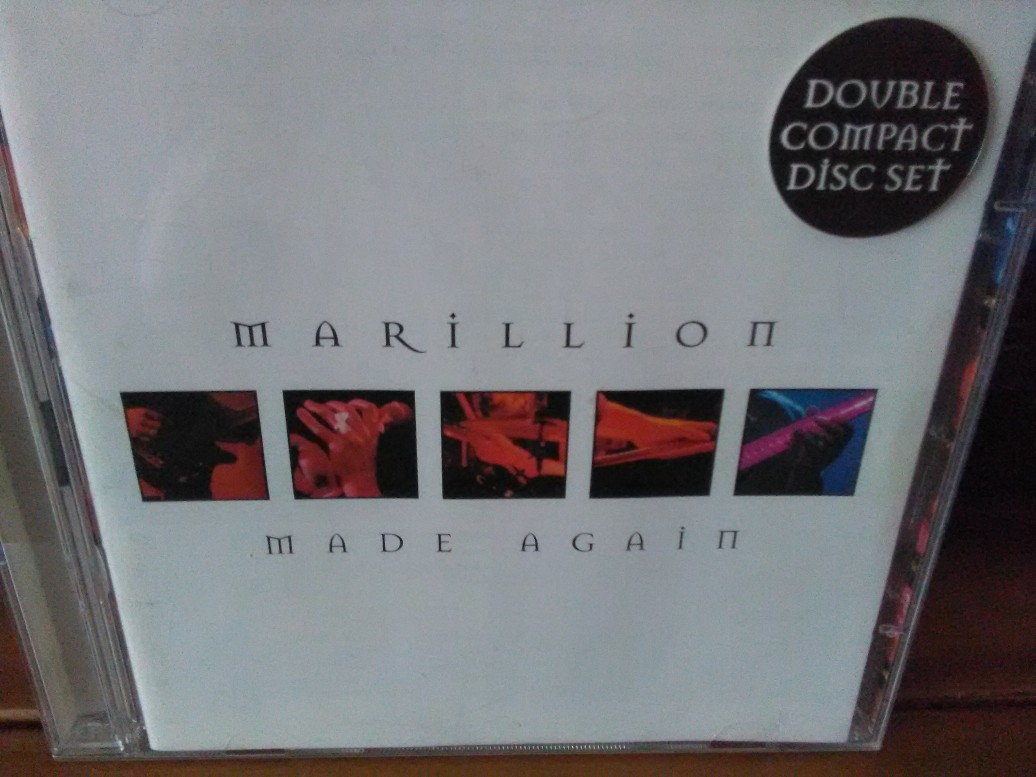 DOUBLE
COMPACT
DISC SET
MARILLION
MADE AGAIN